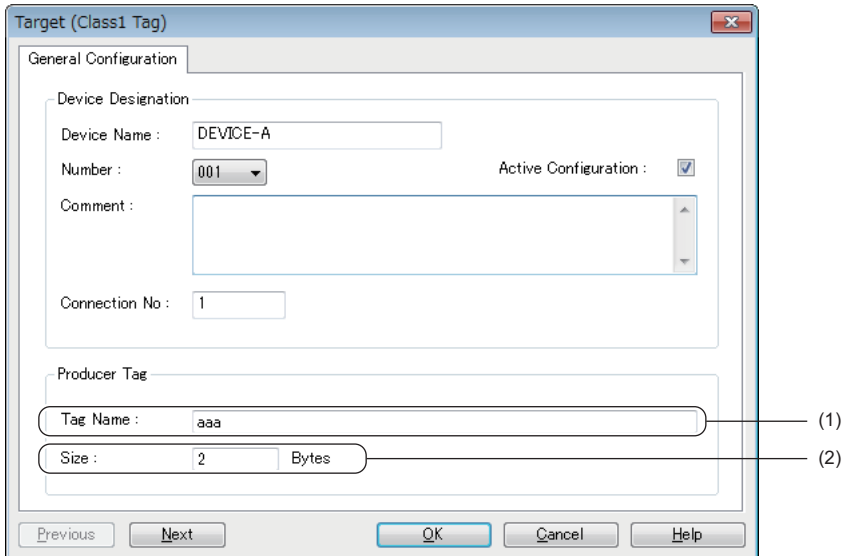 Target (Class1 Tag)
General Configuration
Device Designation
Device Name : DEVICE-A
Number : 001 Active Configuration :
Comment :
Connection No : 1
Producer Tag
Tag Name : aaa (1)
Size : 2 Bytes (2)
Previous Next OK Cancel Help